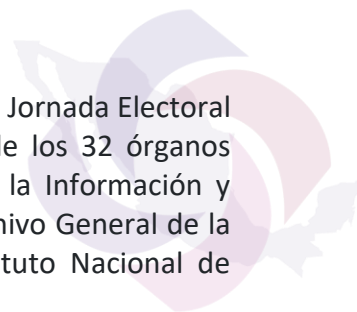 Jornada Electoral
de los 32 órganos
la Información y
hivo General de la
tuto Nacional de